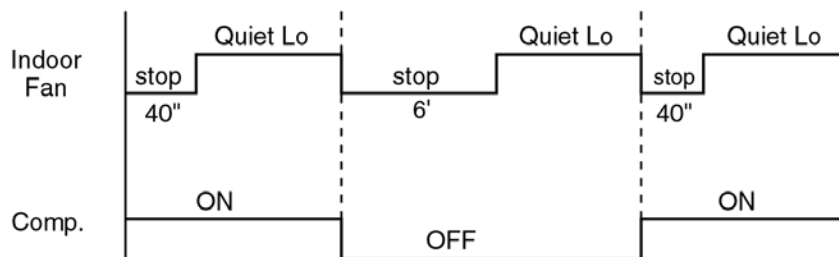 Quiet Lo Quiet Lo Quiet Lo
Indoor
Fan
stop stop stop
40" 6' 40"
ON ON
Comp.
OFF